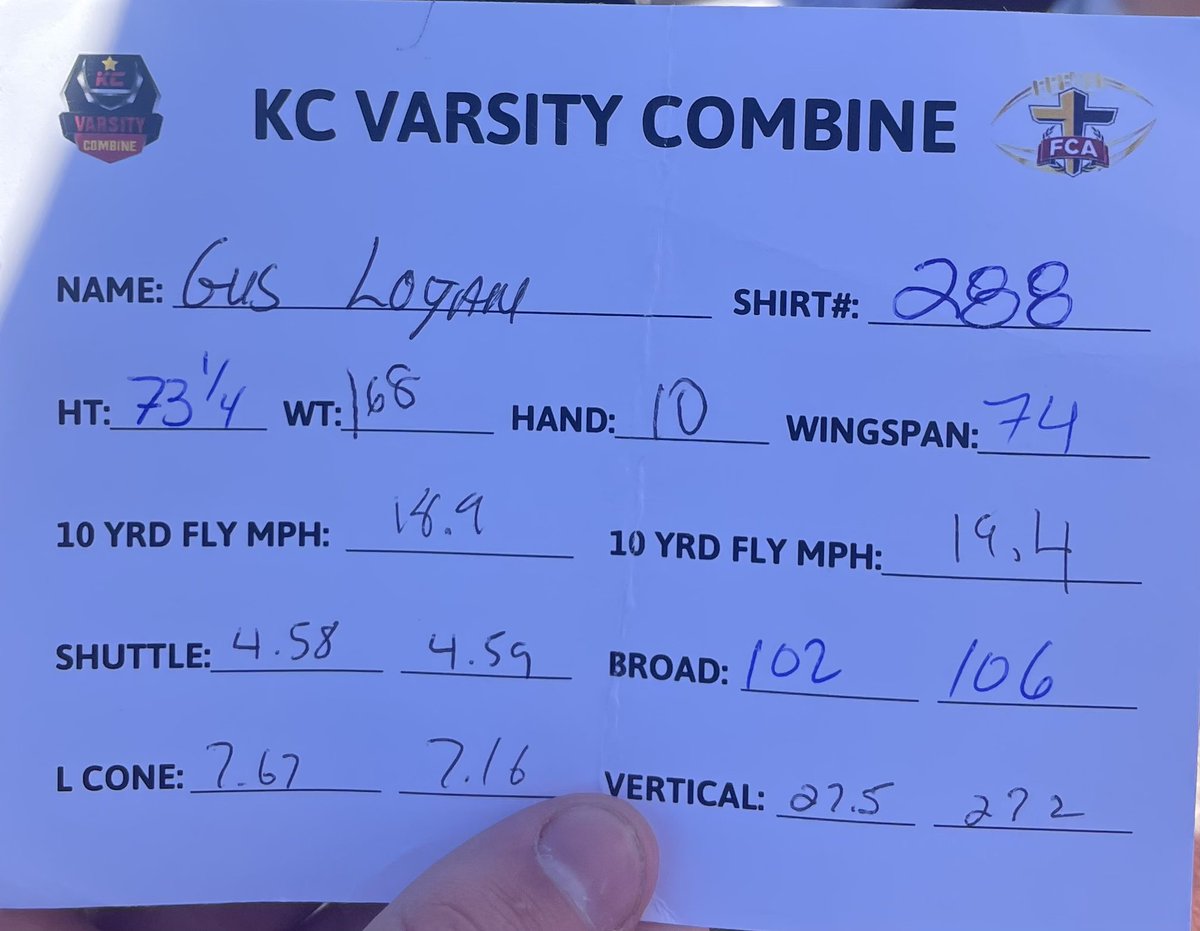 KC VARSITY COMBINE
KC VARSITY COMBINE
FCA
NAME: GUS LOGAN SHIRT#: 288
HT: 73 1/4 WT: 168 HAND: 10 WINGSPAN: 74
10 YRD FLY MPH: 18.9 10 YRD FLY MPH: 19.4
SHUTTLE: 4.58 4.59 BROAD: 102 106
L CONE: 7.67 7.16 VERTICAL: 27.5 27 2